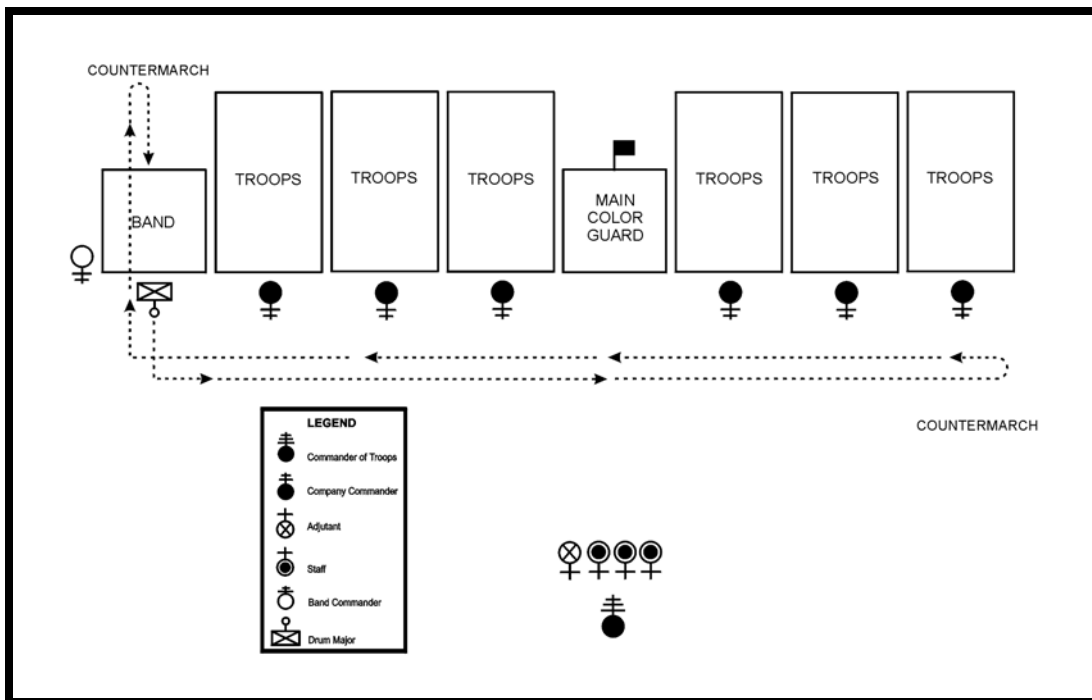 COUNTERMARCH
BAND
TROOPS
TROOPS
TROOPS
MAIN
COLOR
GUARD
TROOPS
TROOPS
TROOPS
COUNTERMARCH
LEGEND
Commander of Troops
Company Commander
Adjutant
Staff
Band Commander
Drum Major